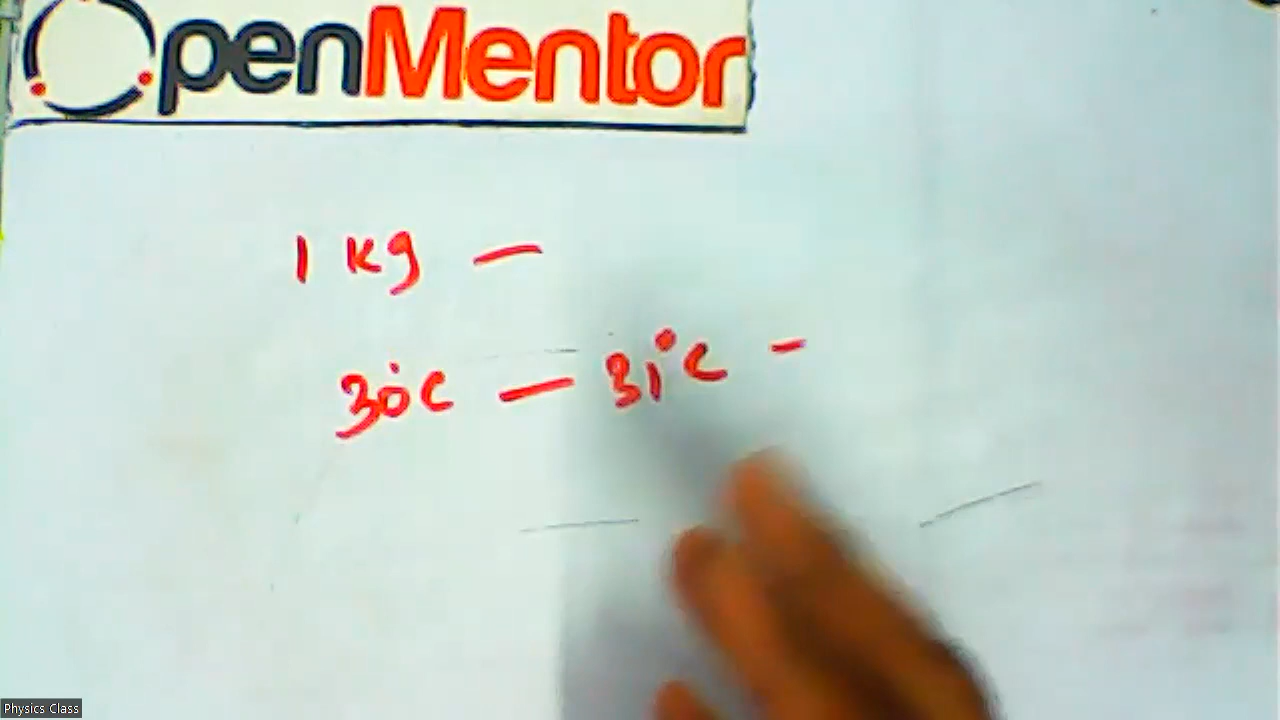 OpenMentor
1 kg –
30°C – 31°C -
Physics Class